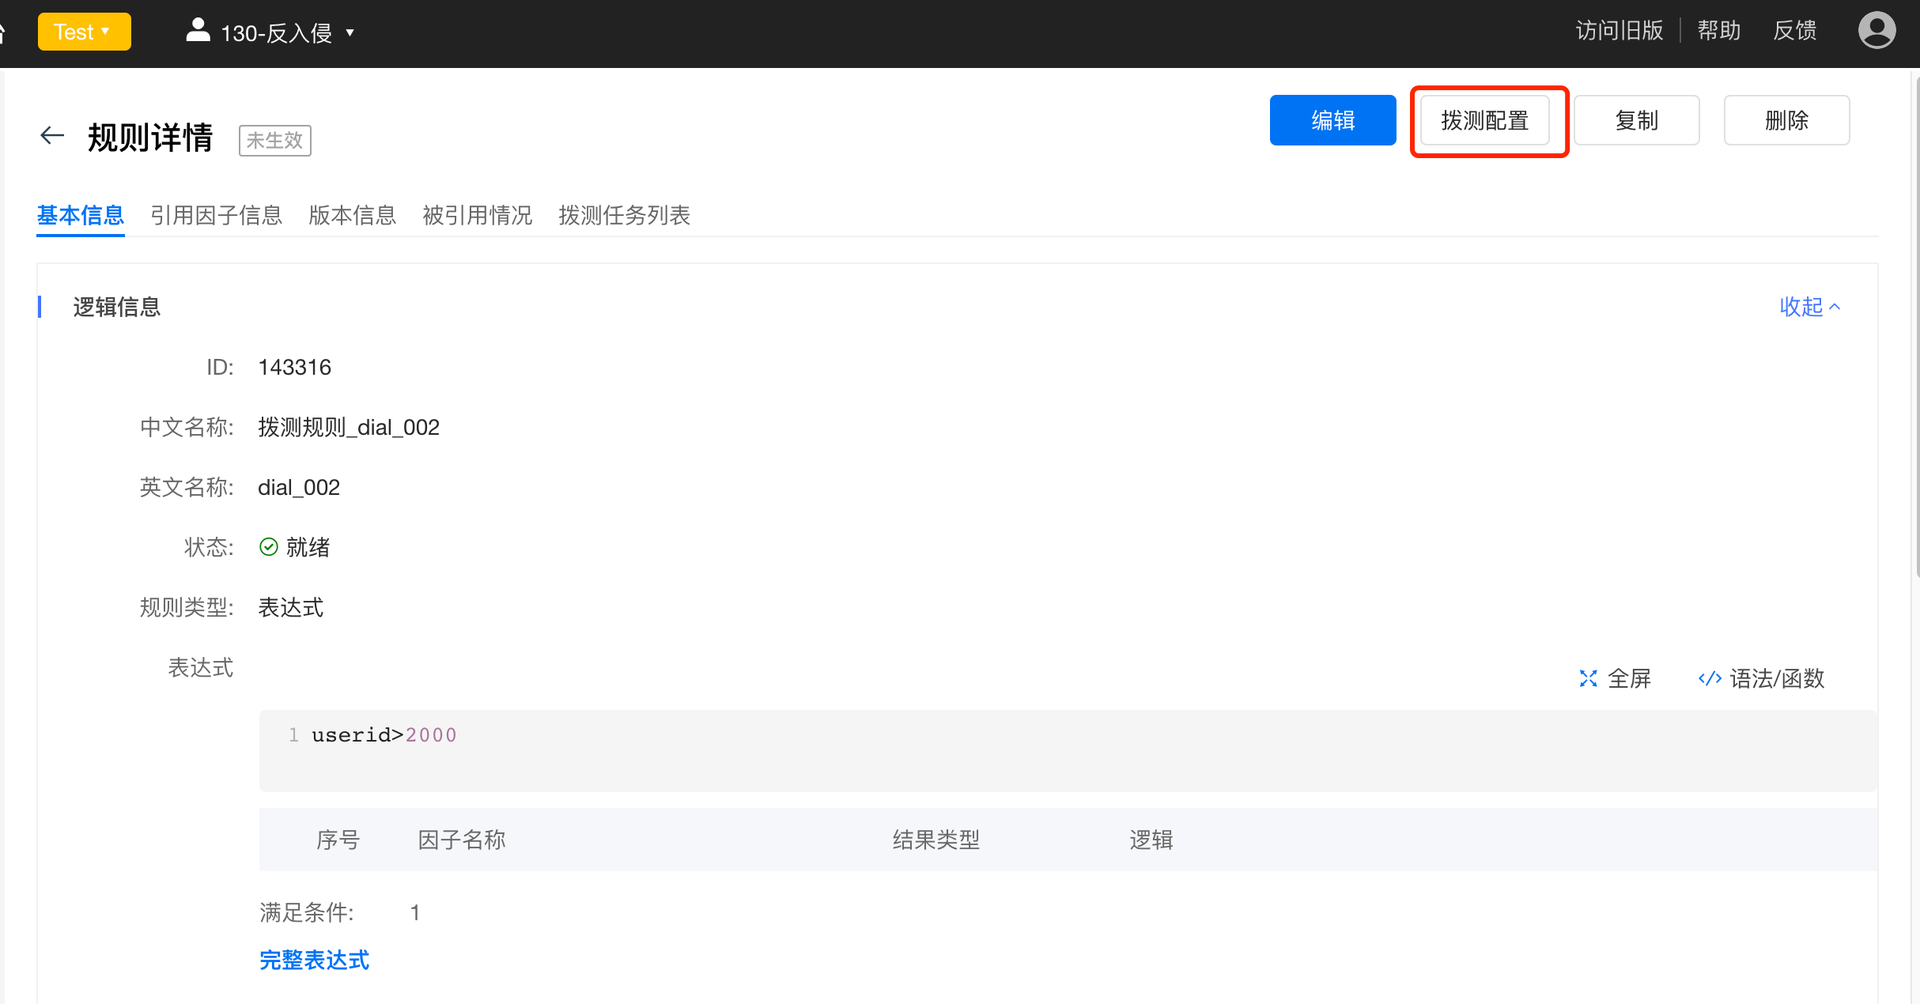 Test
130-反入侵
访问旧版 帮助 反馈
规则详情 未生效
编辑 拨测配置 复制 删除
基本信息 引用因子信息 版本信息 被引用情况 拨测任务列表
逻辑信息 收起
ID: 143316
中文名称: 拨测规则_dial_002
英文名称: dial_002
状态: 就绪
规则类型: 表达式
表达式
全屏 </> 语法/函数
1 userid>2000
序号 因子名称 结果类型 逻辑
满足条件: 1
完整表达式